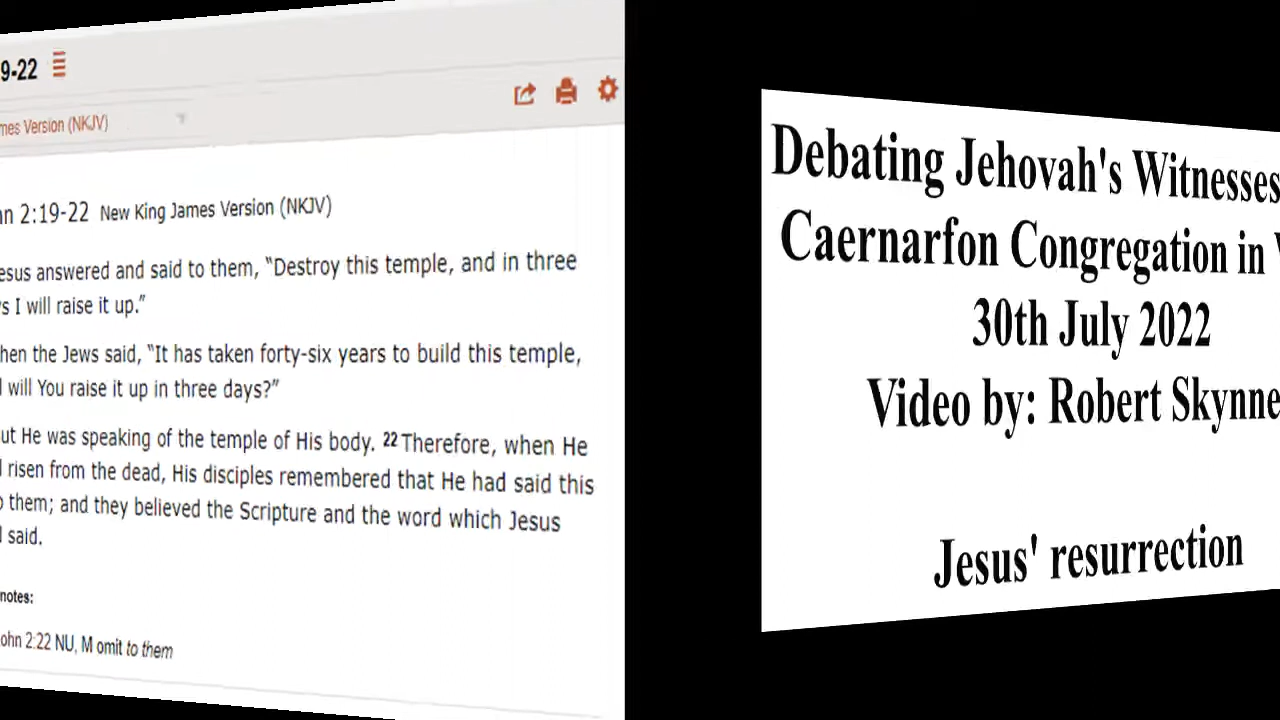 9-22
mes Version (NKJV)
hn 2:19-22 New King James Version (NKJV)
esus answered and said to them, “Destroy this temple, and in three
s I will raise it up.”
hen the Jews said, “It has taken forty-six years to build this temple,
will You raise it up in three days?”
ut He was speaking of the temple of His body. 22 Therefore, when He
risen from the dead, His disciples remembered that He had said this
them; and they believed the Scripture and the word which Jesus
said.
notes:
ohn 2:22 NU, M omit to them
Debating Jehovah's Witnesses
Caernarfon Congregation in
30th July 2022
Video by: Robert Skynne
Jesus' resurrection